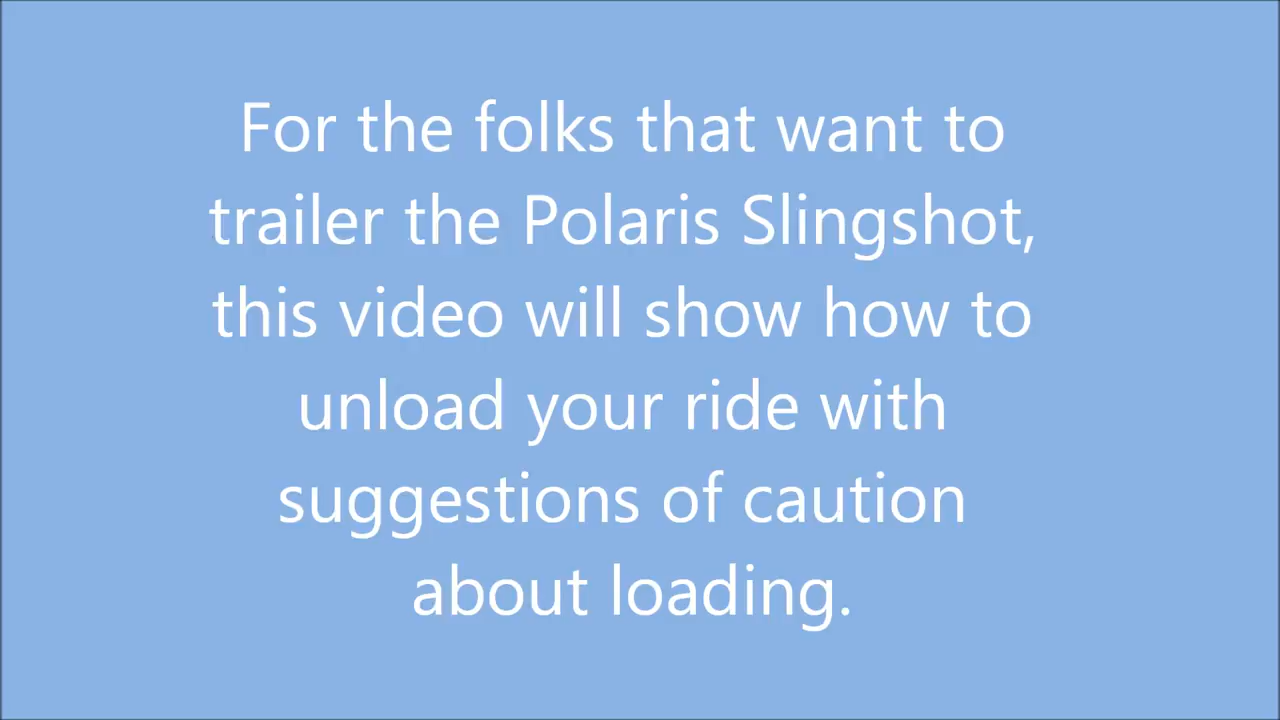 For the folks that want to
trailer the Polaris Slingshot,
this video will show how to
unload your ride with
suggestions of caution
about loading.